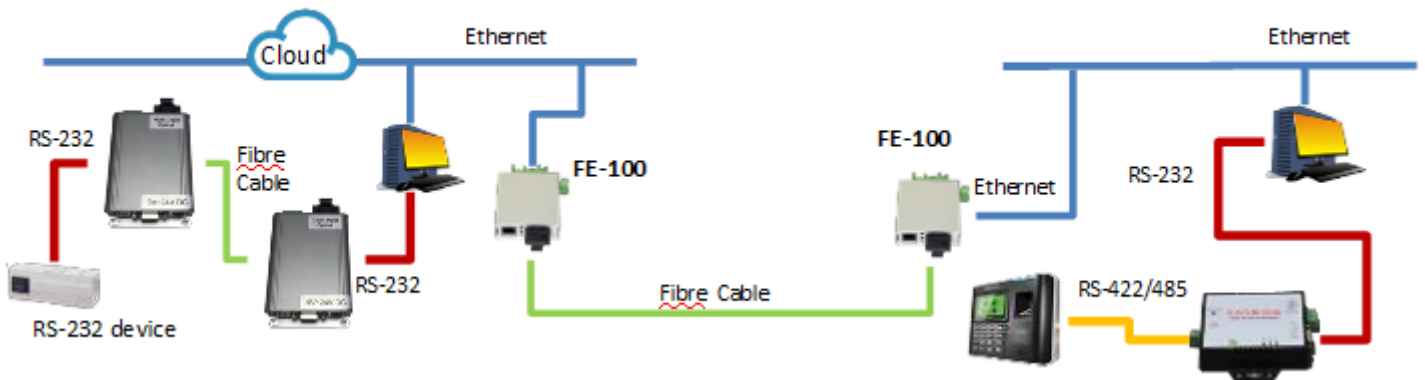 Ethernet
Ethernet
Cloud
RS-232
Fibre
Cable
FE-100
FE-100
Ethernet
RS-232
RS-232
Fibre Cable
RS-422/485
RS-232 device